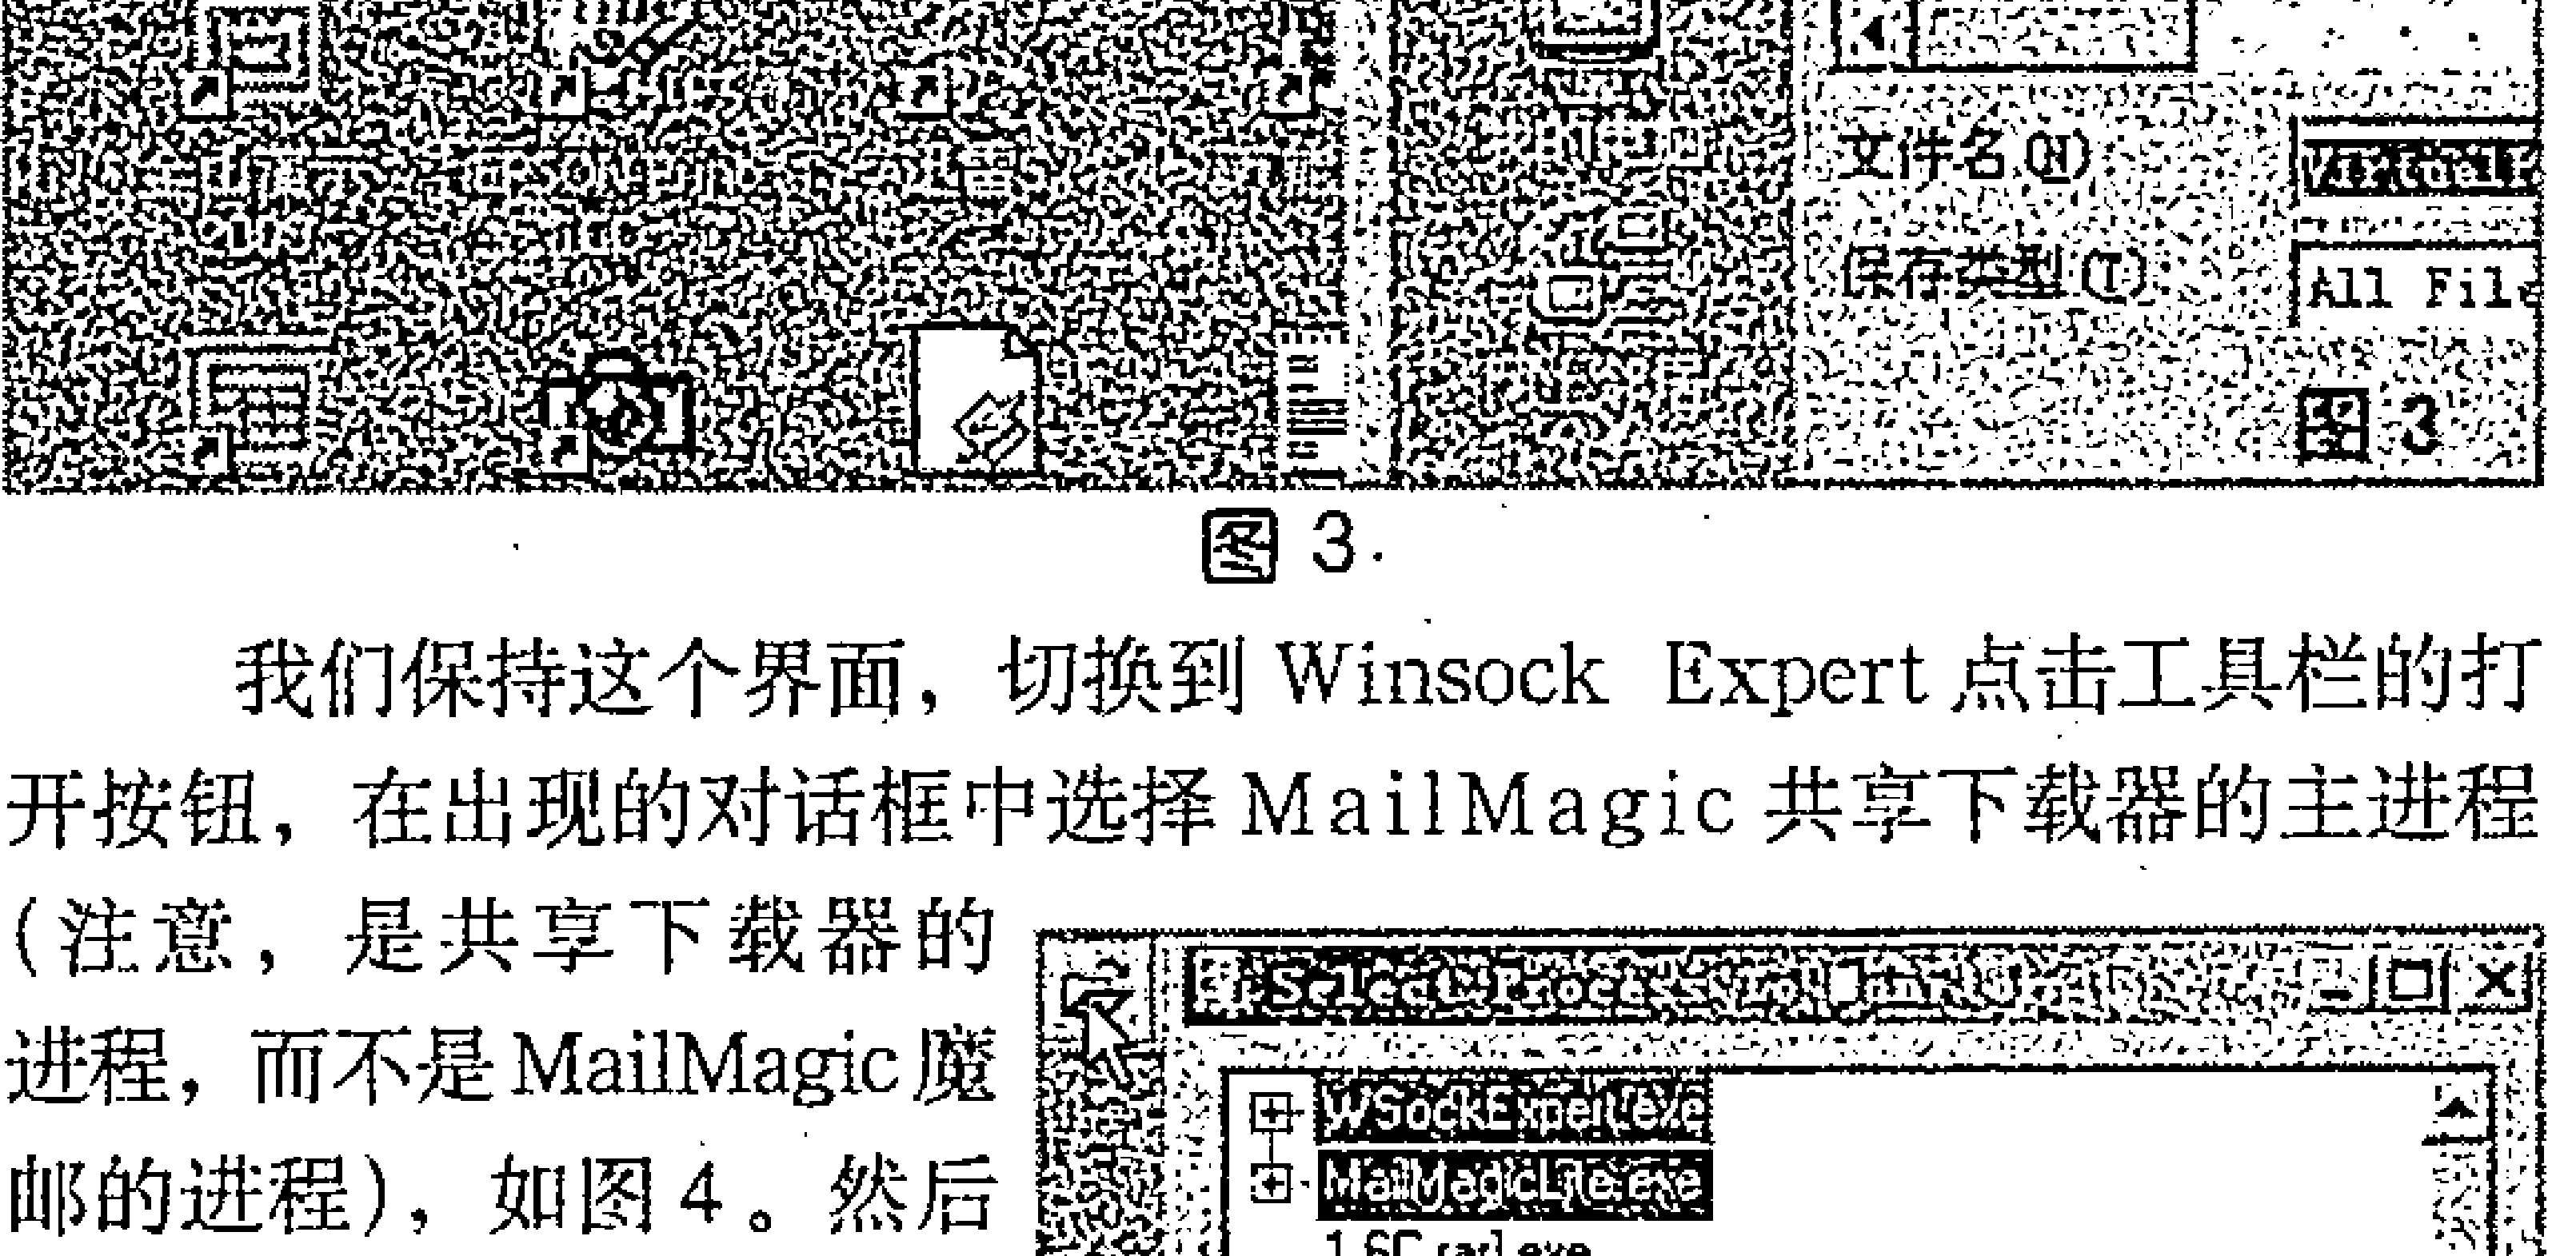 文件名(N)
保存类型(T)
All File
图 3
图 3
我们保持这个界面，切换到 Winsock Expert 点击工具栏的打
开按钮，在出现的对话框中选择 MailMagic 共享下载器的主进程
（注意，是共享下载器的
进程，而不是 MailMagic 魔
邮的进程），如图 4 。然后
WSockExpert.exe